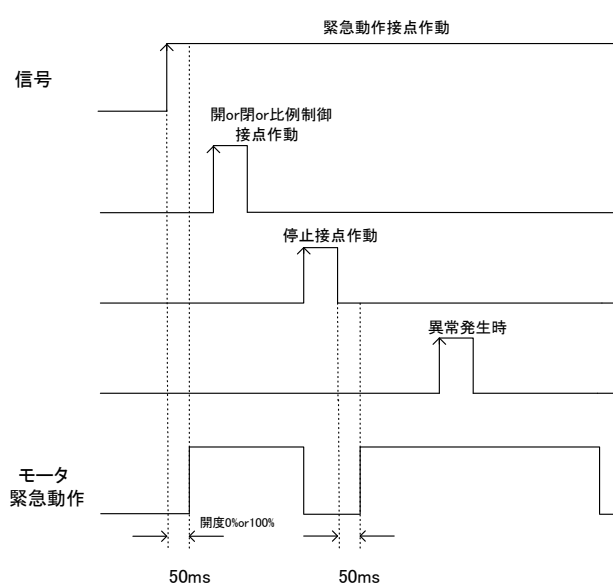 緊急動作接点作動
信号
開or閉or比例制御
接点作動
停止接点作動
異常発生時
モータ
緊急動作
開度0%or100%
50ms
50ms